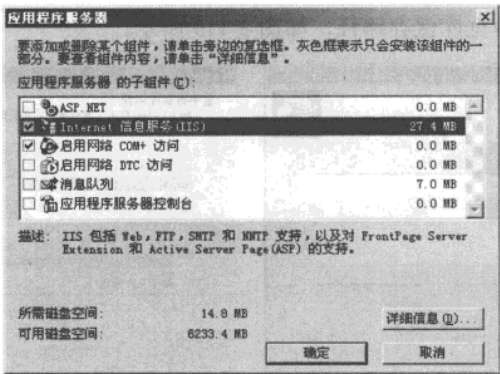 应用程序服务器
要添加或删除某个组件，请单击旁边的复选框。灰色框表示只会安装该组件的一
部分。要查看组件内容，请单击“详细信息”。
应用程序服务器 的子组件(C):
ASP.NET 0.0 MB
Internet 信息服务(IIS) 27.4 MB
启用网络 COM+ 访问 0.0 MB
启用网络 DTC 访问 0.0 MB
消息队列 7.0 MB
应用程序服务器控制台 0.0 MB
描述: IIS 包括 Web，FTP，SMTP 和 NNTP 支持，以及对 FrontPage Server
Extension 和 Active Server Page(ASP) 的支持。
所需磁盘空间: 14.8 MB
详细信息(D)...
可用磁盘空间: 6233.4 MB
确定 取消